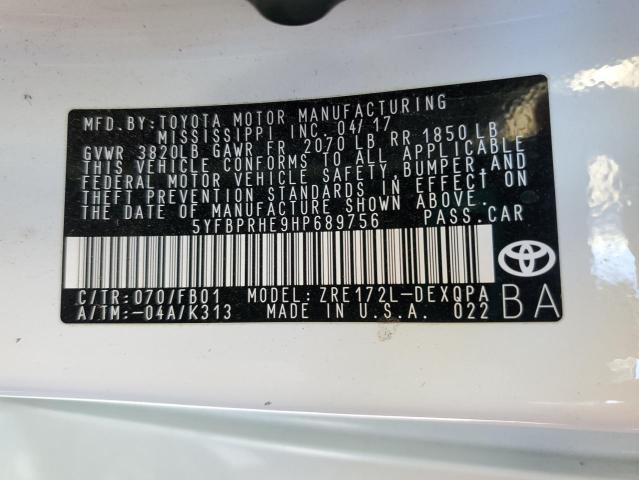 MFD.BY:TOYOTA MOTOR MANUFACTURING
MISSISSIPPI INC.04/17
GVWR 3820LB GAWR FR 2070 LB RR 1850 LB
THIS VEHICLE CONFORMS TO ALL APPLICABLE
FEDERAL MOTOR VEHICLE SAFETY,BUMPER,AND
THEFT PREVENTION STANDARDS IN EFFECT ON
THE DATE OF MANUFACTURE SHOWN ABOVE.
5YFBPRHE9HP689756 PASS.CAR
C/TR:070/FB01 MODEL:ZRE172L-DEXQPA
A/TM:-04A/K313 MADE IN U.S.A. 022
BA